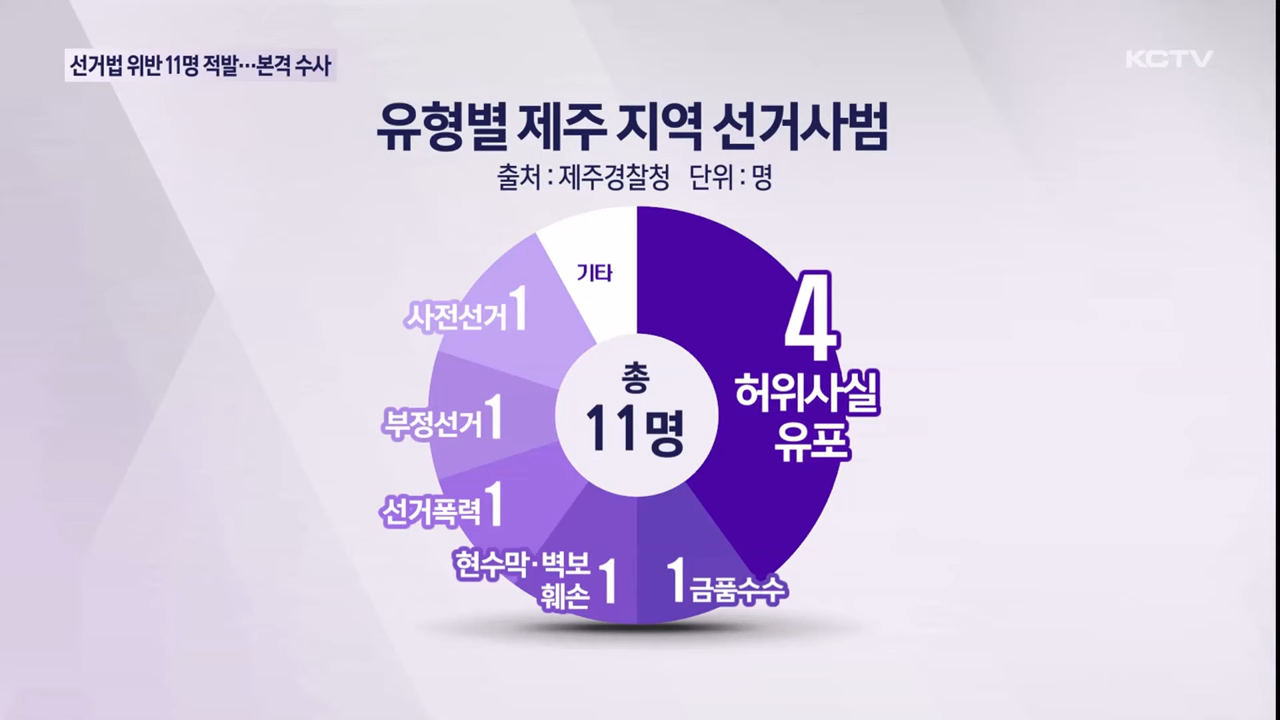 선거법 위반 11명 적발…본격 수사
KCTV
유형별 제주 지역 선거사범
출처 : 제주경찰청 단위 : 명
기타
사전선거 1
4
허위사실
유포
총
11명
부정선거 1
선거폭력 1
현수막·벽보
훼손 1
1 금품수수